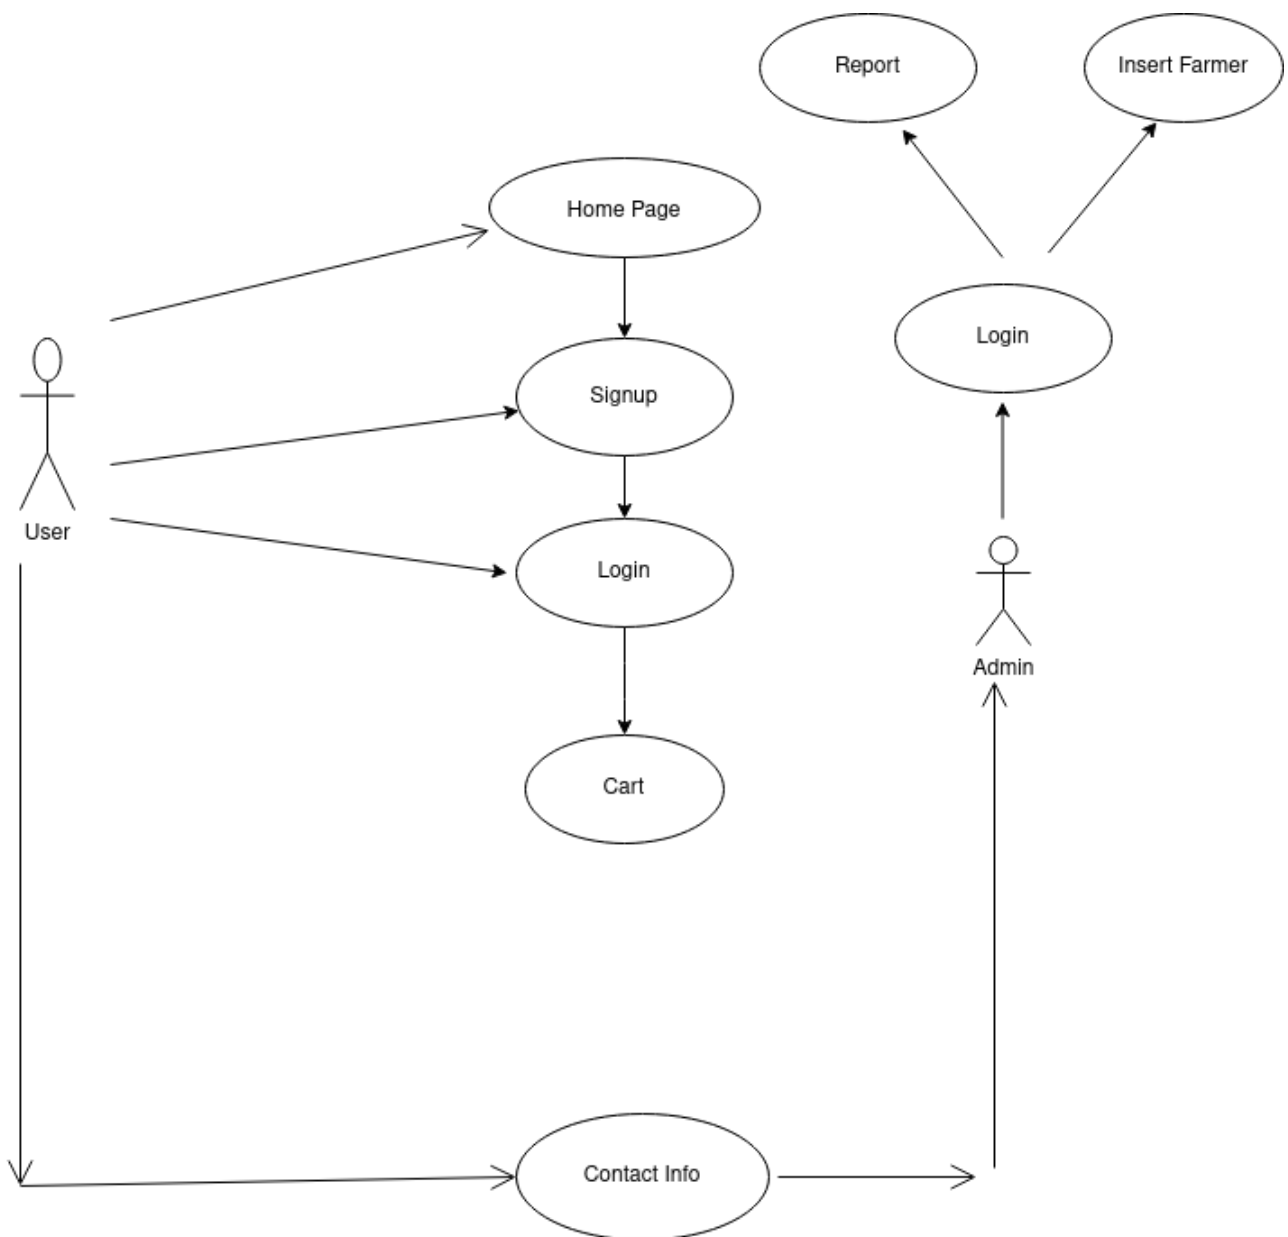 Report
Insert Farmer
Home Page
Login
Signup
User
Login
Admin
Cart
Contact Info